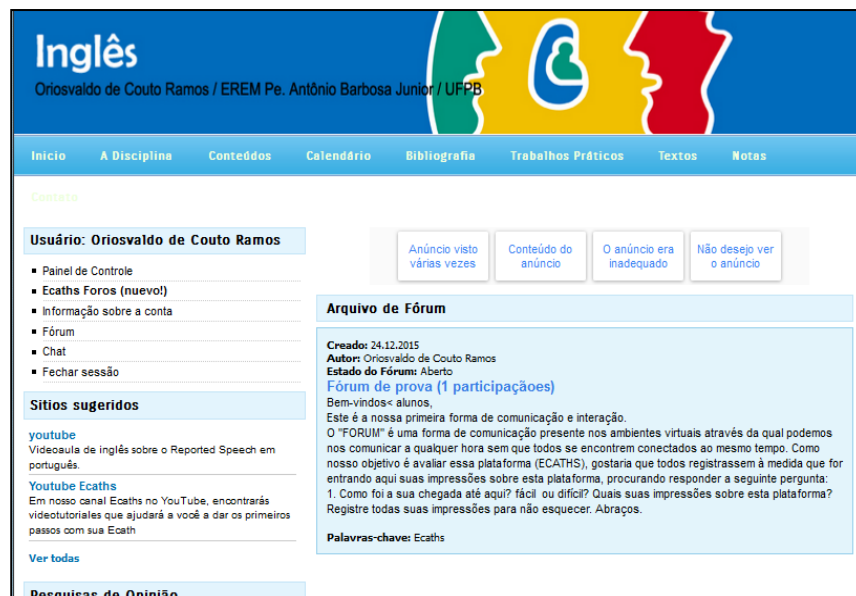 Inglês
Oriosvaldo de Couto Ramos / EREM Pe. Antônio Barbosa Junior / UFPB
Inicio A Disciplina Conteúdos Calendário Bibliografia Trabalhos Práticos Textos Notas
Contato
Usuário: Oriosvaldo de Couto Ramos
Painel de Controle
Ecaths Foros (nuevo!)
Informação sobre a conta
Fórum
Chat
Fechar sessão
Sitios sugeridos
youtube
Videoaula de inglês sobre o Reported Speech em
português.
Youtube Ecaths
Em nosso canal Ecaths no YouTube, encontrarás
videotutoriales que ajudará a você a dar os primeiros
passos com sua Ecath
Ver todas
Pesquisas de Opinião
Anúncio visto
várias vezes
Conteúdo do
anúncio
O anúncio era
inadequado
Não desejo ver
o anúncio
Arquivo de Fórum
Creado: 24.12.2015
Autor: Oriosvaldo de Couto Ramos
Estado do Fórum: Aberto
Fórum de prova (1 participaçãoes)
Bem-vindos< alunos,
Este é a nossa primeira forma de comunicação e interação.
O "FORUM" é uma forma de comunicação presente nos ambientes virtuais através da qual podemos
nos comunicar a qualquer hora sem que todos se encontrem conectados ao mesmo tempo. Como
nosso objetivo é avaliar essa plataforma (ECATHS), gostaria que todos registrassem à medida que for
entrando aqui suas impressões sobre esta plataforma, procurando responder a seguinte pergunta:
1. Como foi a sua chegada até aqui? fácil ou difícil? Quais suas impressões sobre esta plataforma?
Registre todas suas impressões para não esquecer. Abraços.
Palavras-chave: Ecaths